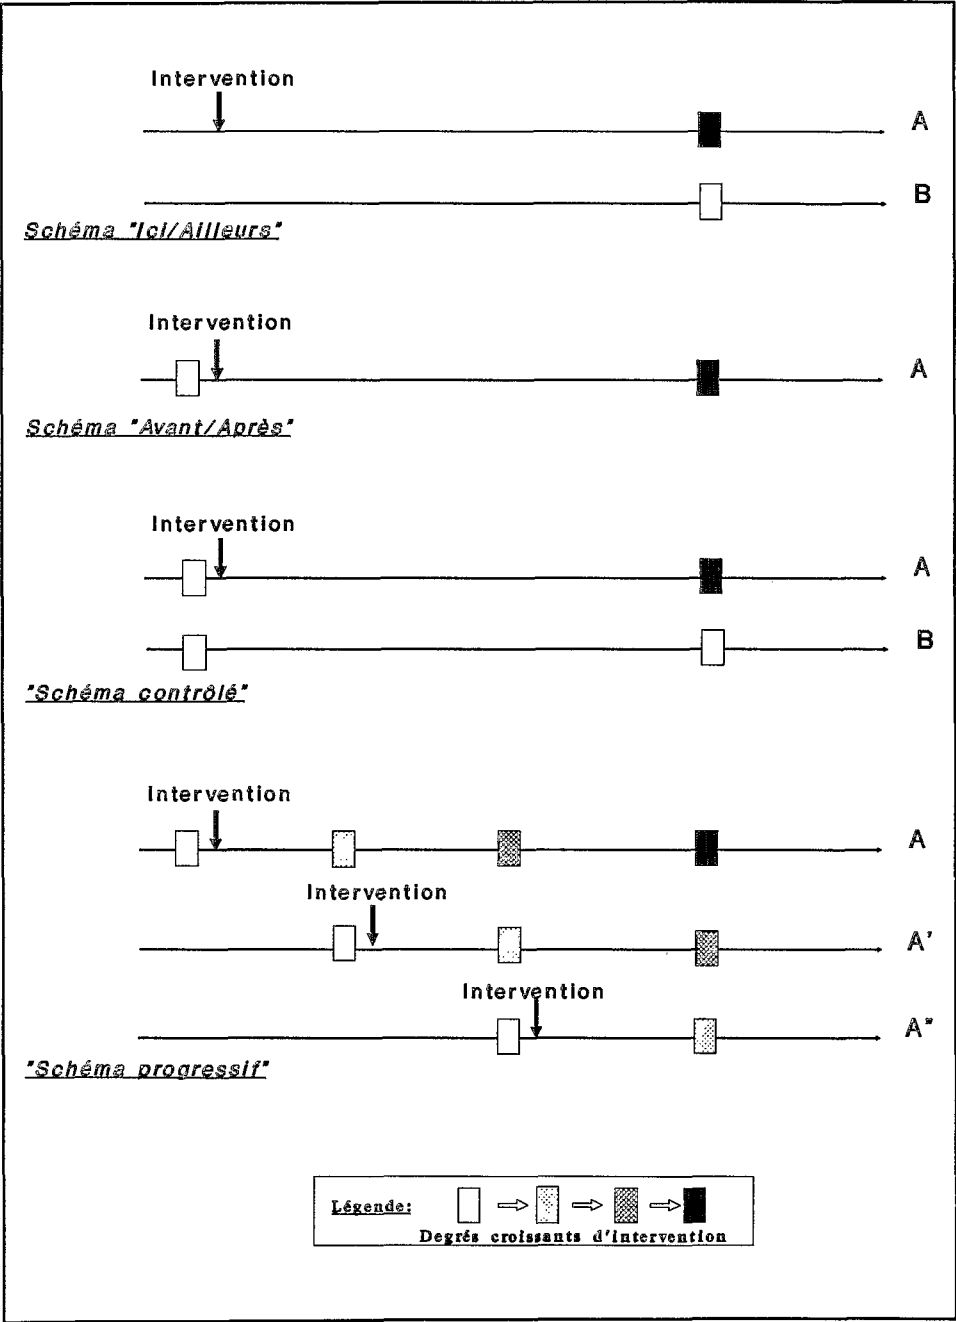 Intervention
A
B
Schéma "Ici/Ailleurs"
Intervention
A
Schéma "Avant/Après"
Intervention
A
B
"Schéma contrôlé"
Intervention
A
Intervention
A'
Intervention
A"
"Schéma progressif"
Légende:
Degrés croissants d'intervention